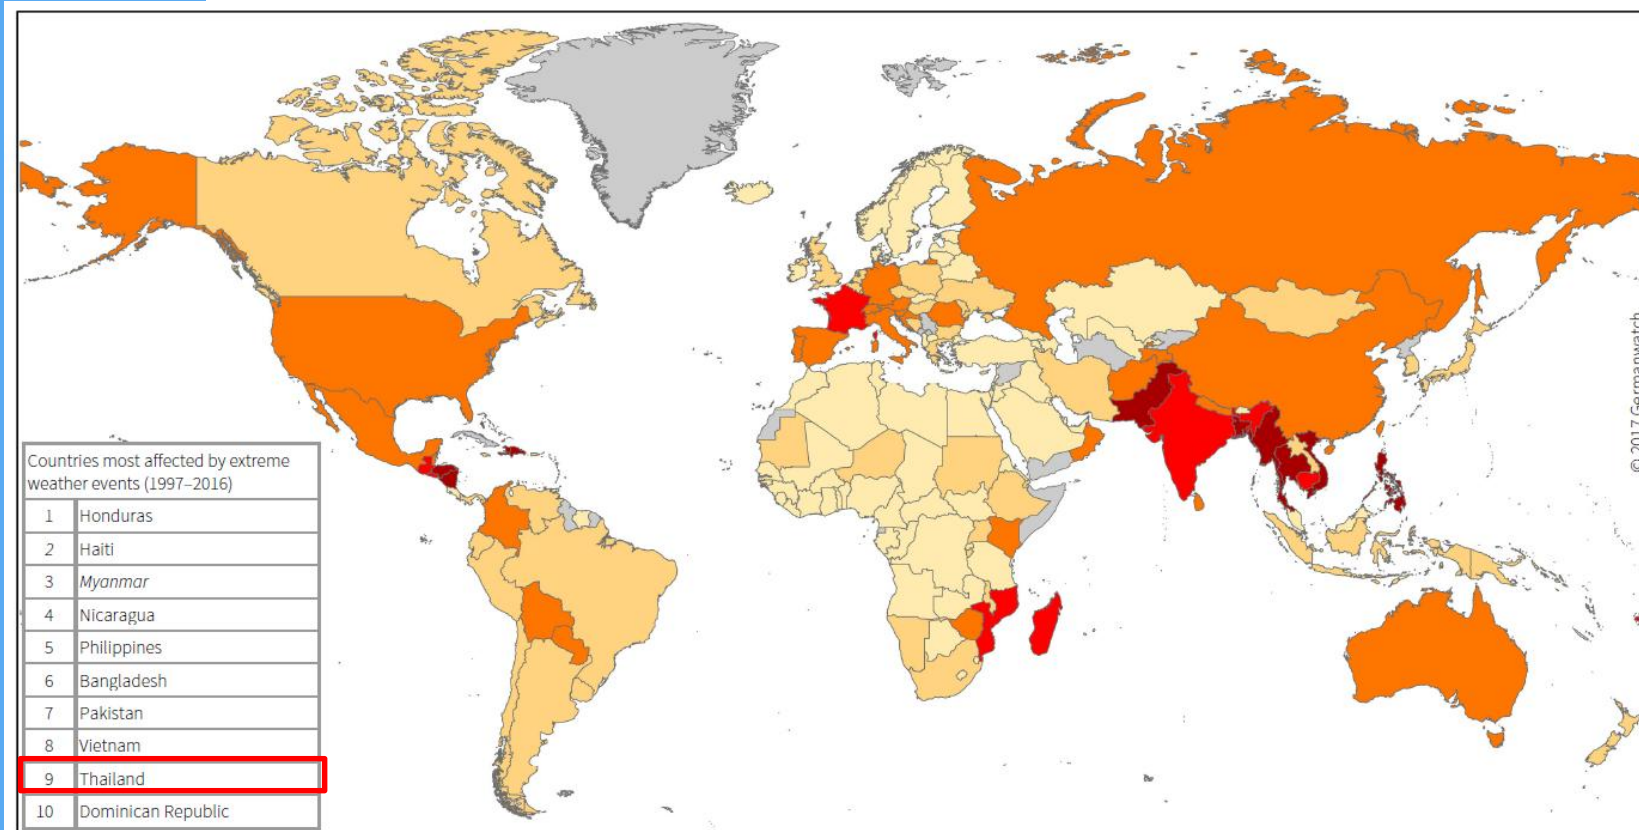 Countries most affected by extreme
weather events (1997–2016)
1 Honduras
2 Haiti
3 Myanmar
4 Nicaragua
5 Philippines
6 Bangladesh
7 Pakistan
8 Vietnam
9 Thailand
10 Dominican Republic
© 2017 Germanwatch